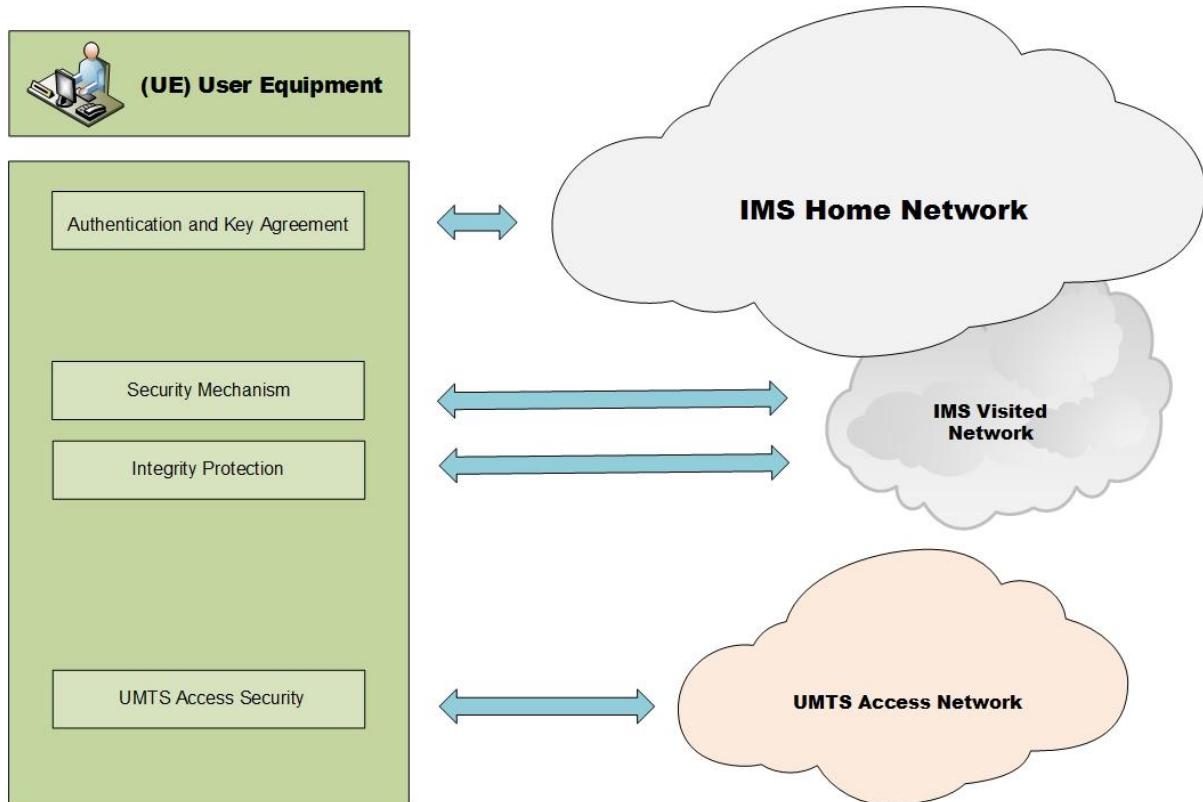 (UE) User Equipment
Authentication and Key Agreement
IMS Home Network
Security Mechanism
Integrity Protection
IMS Visited
Network
UMTS Access Security
UMTS Access Network